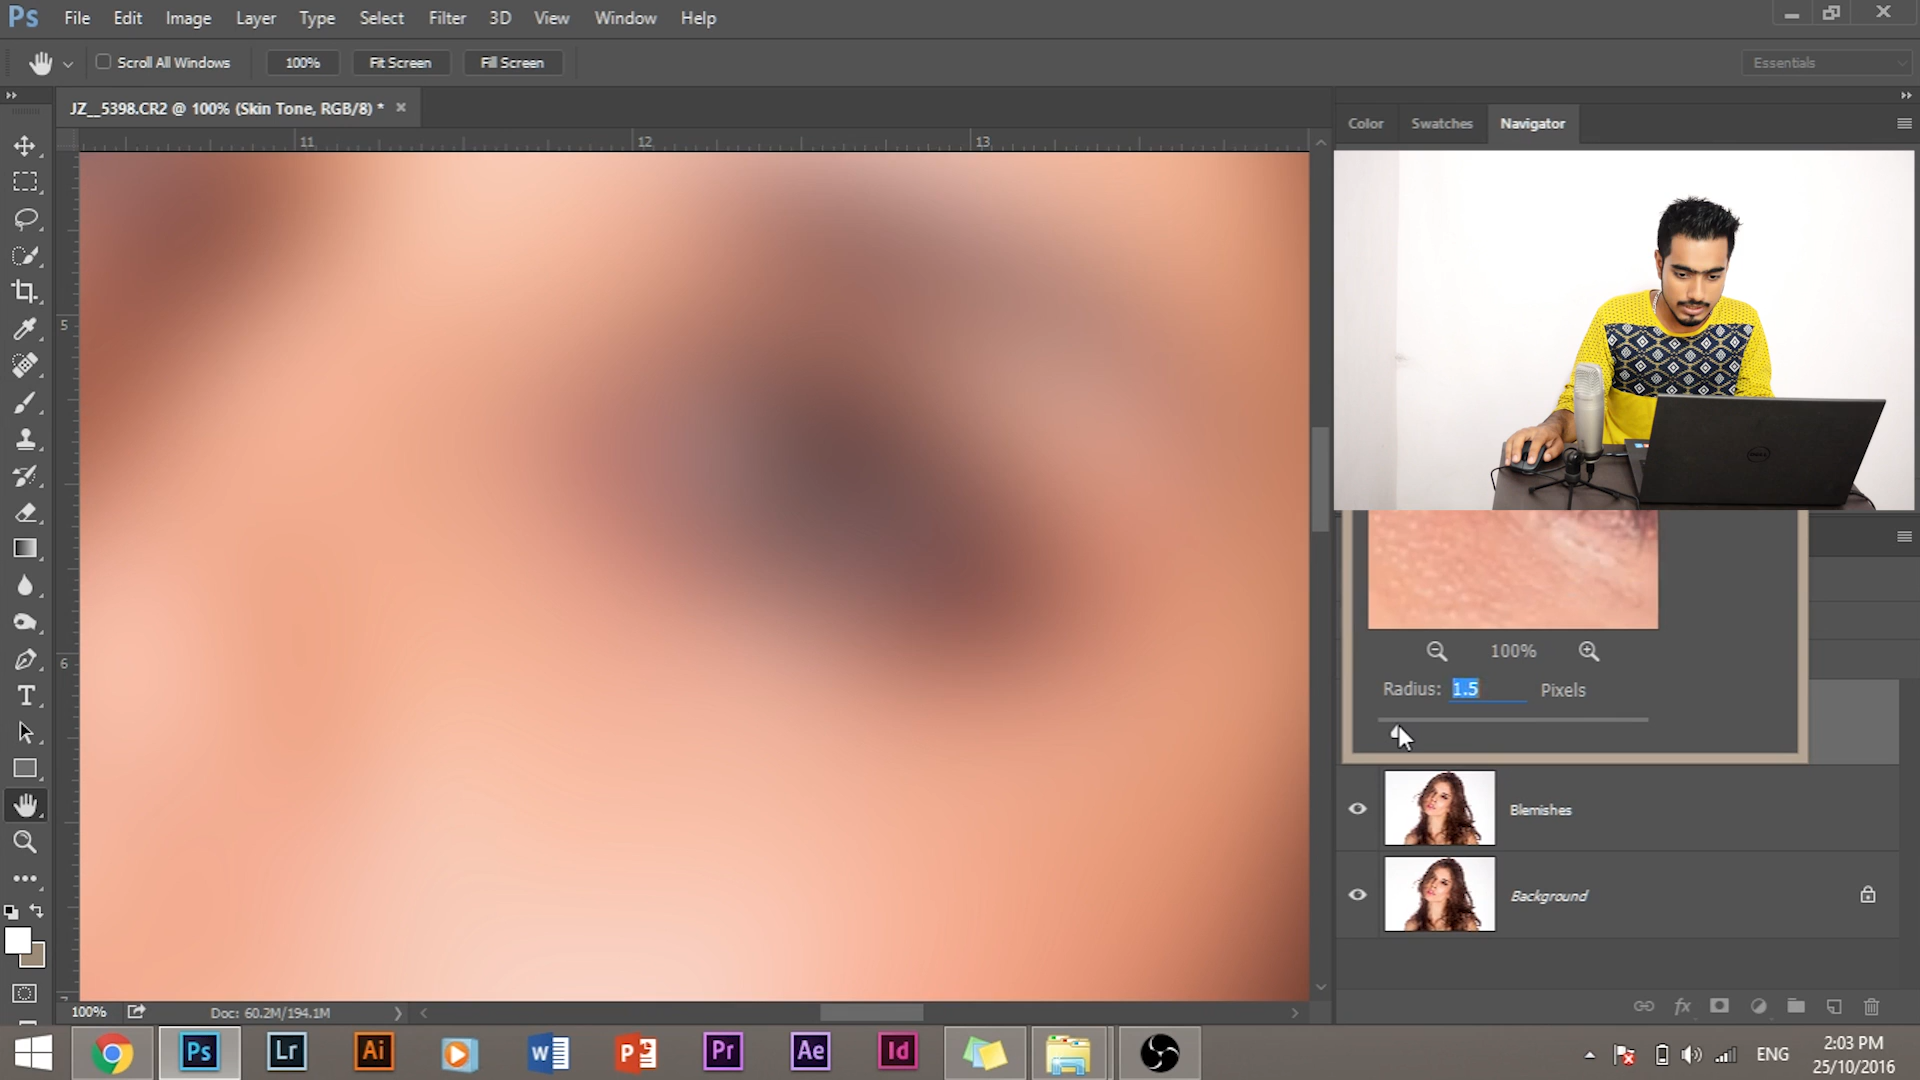 Ps File Edit Image Layer Type Select Filter 3D View Window Help
Scroll All Windows 100% Fit Screen Fill Screen Essentials
JZ__5398.CR2 @ 100% (Skin Tone, RGB/8) * ×
Color Swatches Navigator
11 12 13
5
6
DELL
100%
Radius: 1.5 Pixels
Blemishes
Background
fx
100% Doc: 60.2M/194.1M
Ps Lr Ai W P Pr Ae Id
ENG
2:03 PM
25/10/2016